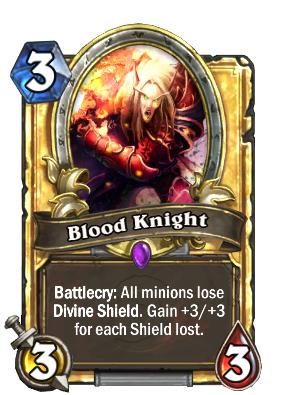 3
Blood Knight
Battlecry: All minions lose
Divine Shield. Gain +3/+3
for each Shield lost.
3
3